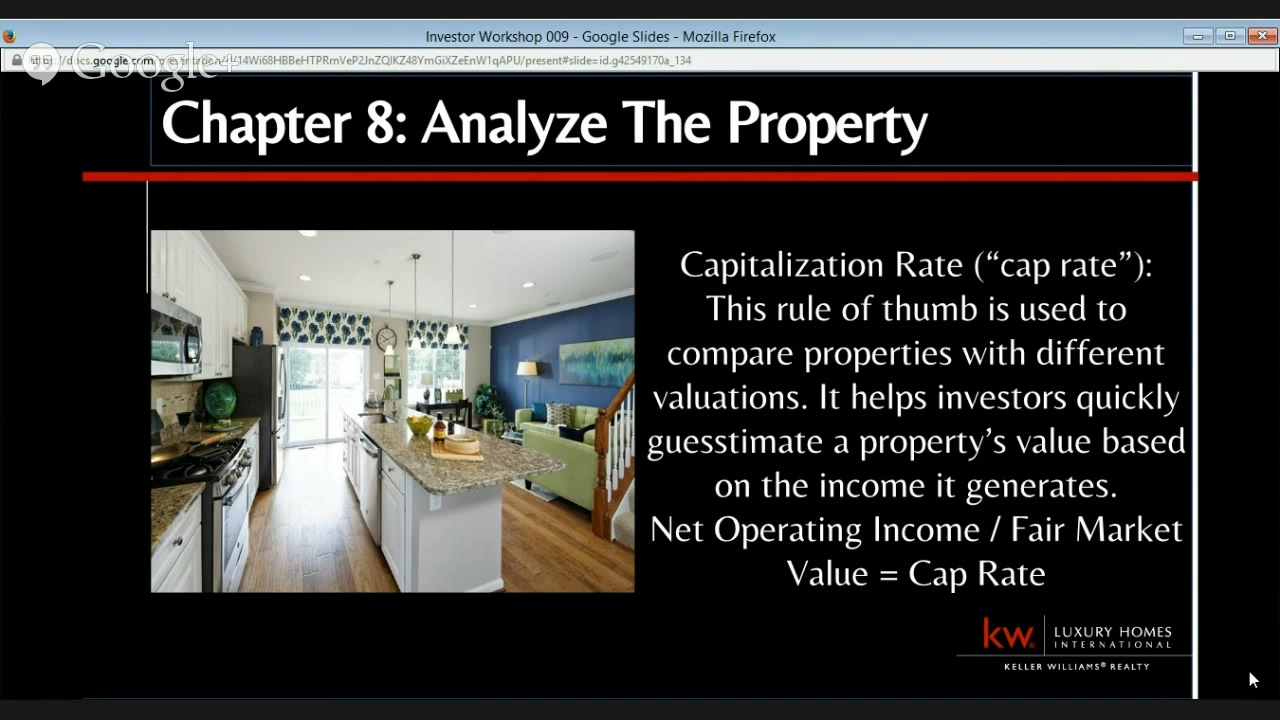 Investor Workshop 009 - Google Slides - Mozilla Firefox
Google+
Chapter 8: Analyze The Property
Capitalization Rate (“cap rate”):
This rule of thumb is used to
compare properties with different
valuations. It helps investors quickly
guesstimate a property’s value based
on the income it generates.
Net Operating Income / Fair Market
Value = Cap Rate
kw
LUXURY HOMES
INTERNATIONAL
KELLER WILLIAMS® REALTY